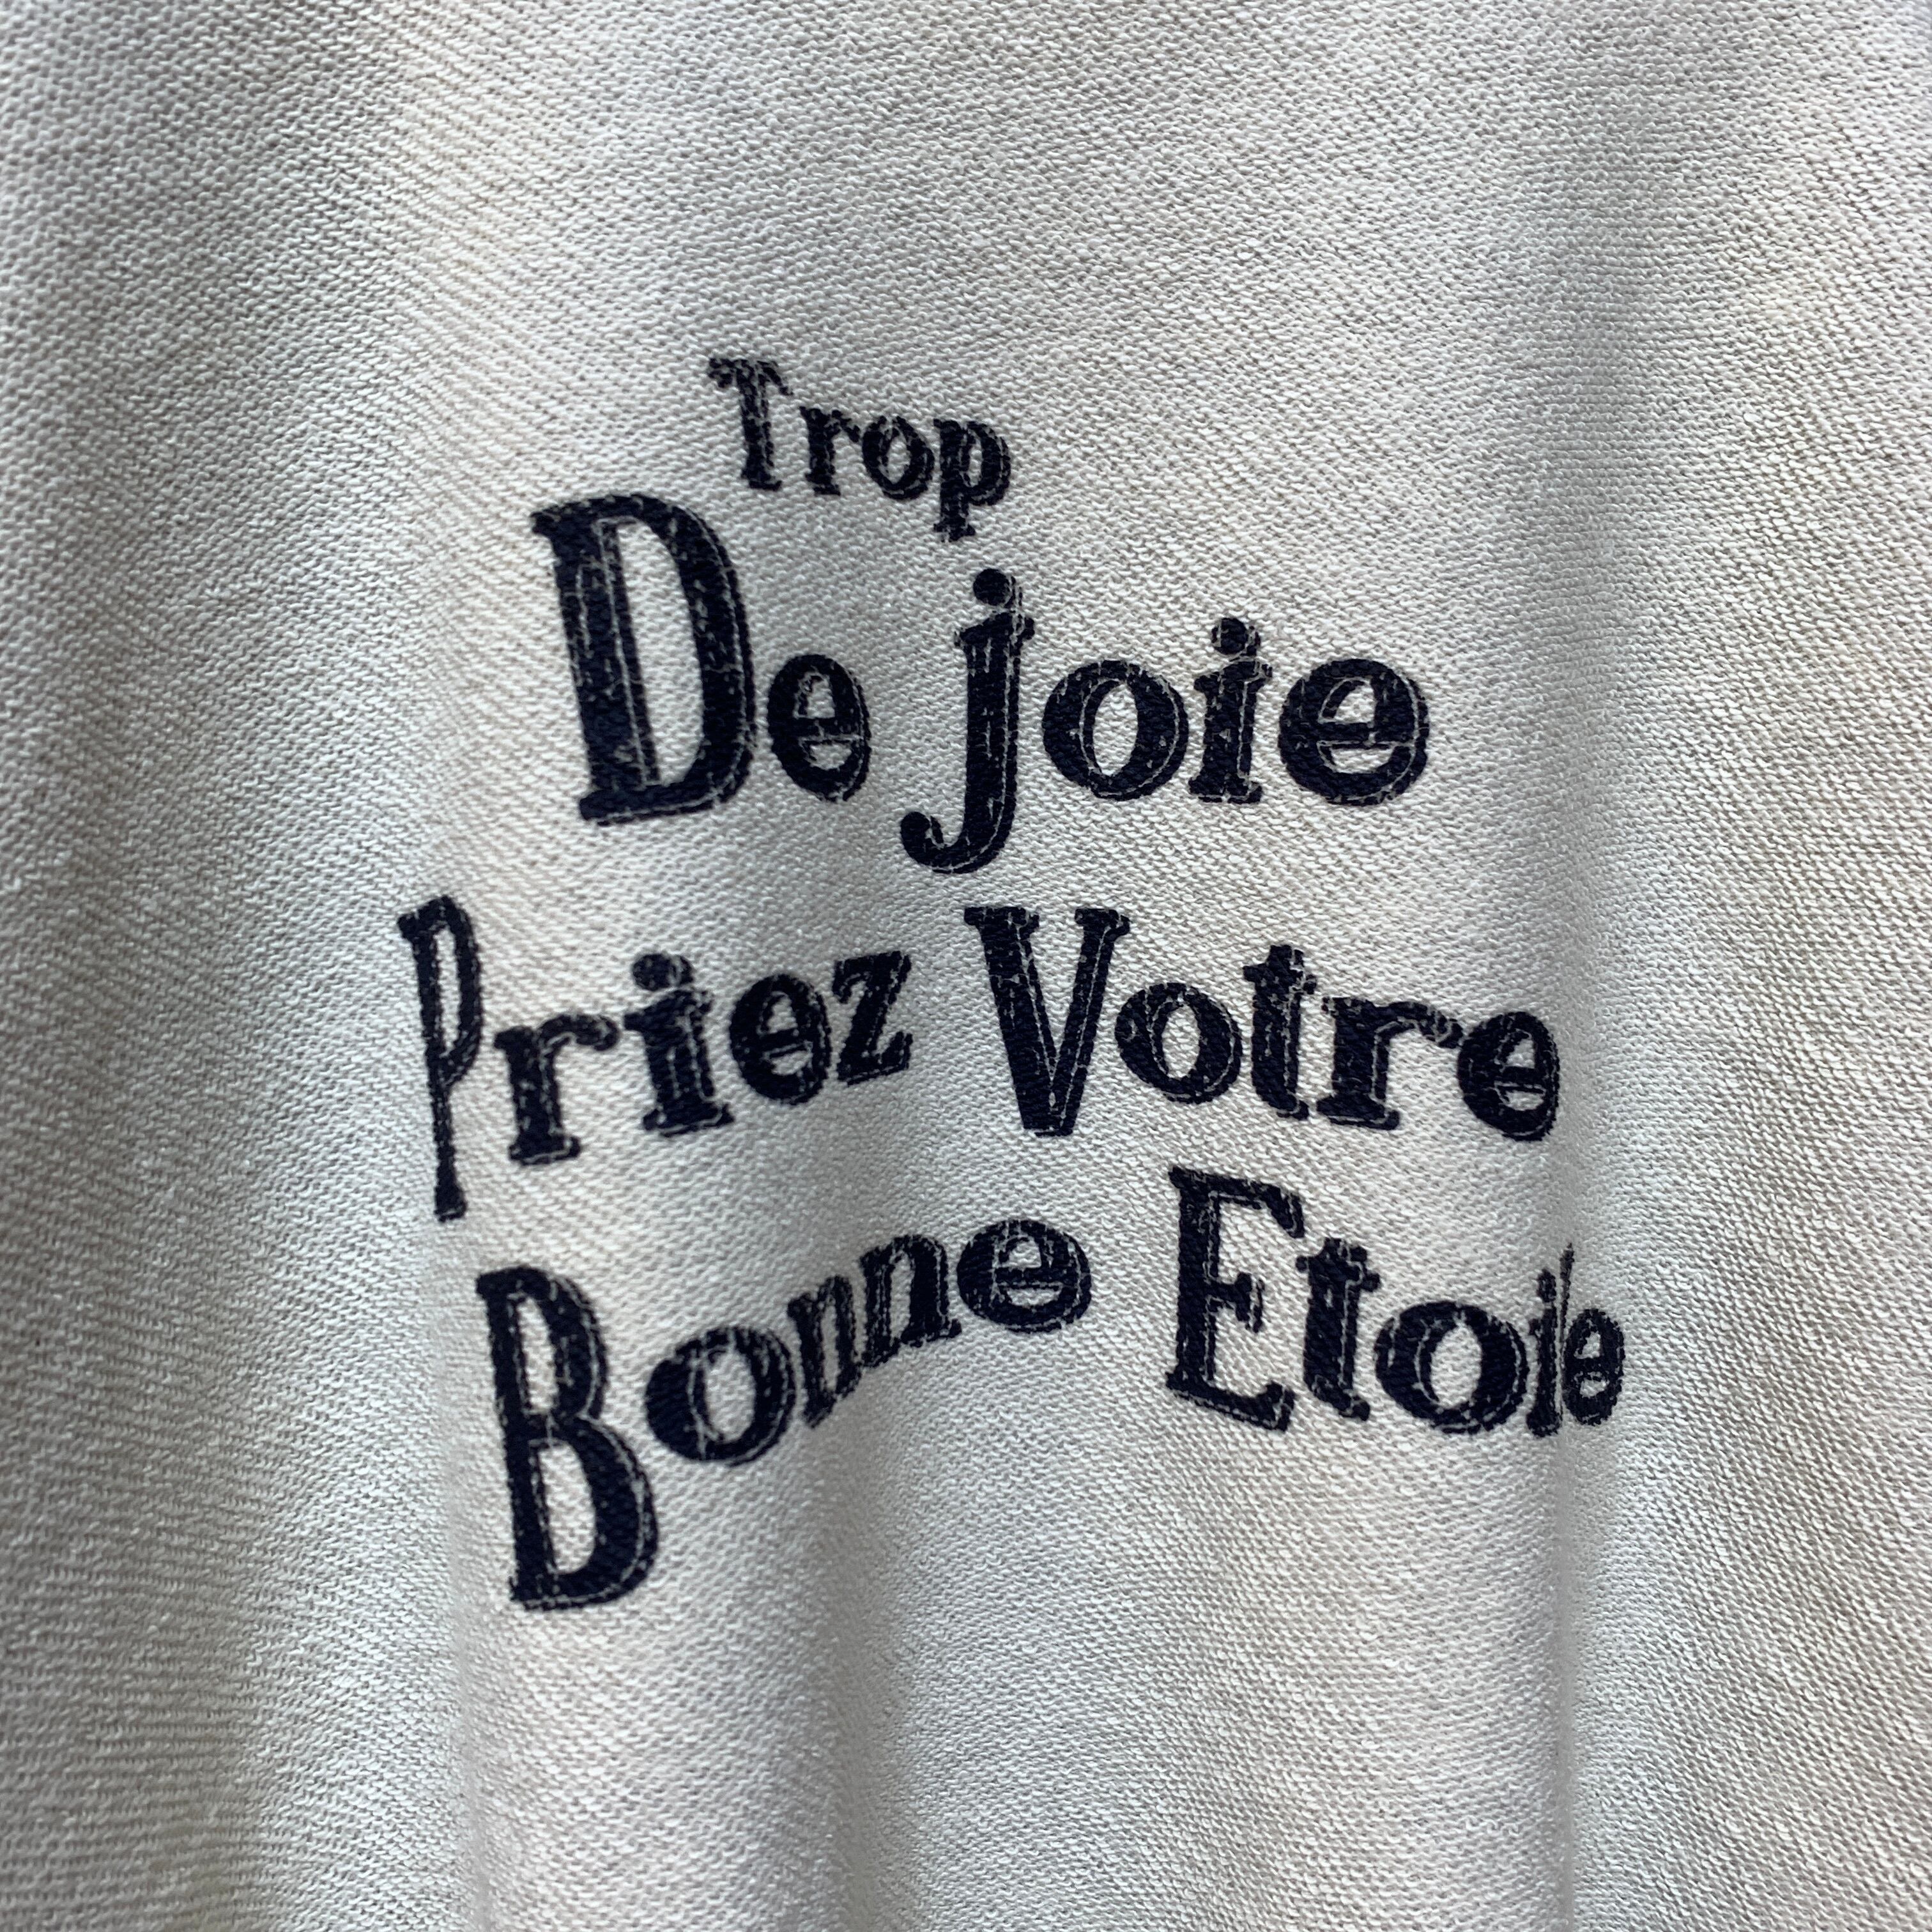 Trop
De joie
Priez Votre
Bonne Etoile